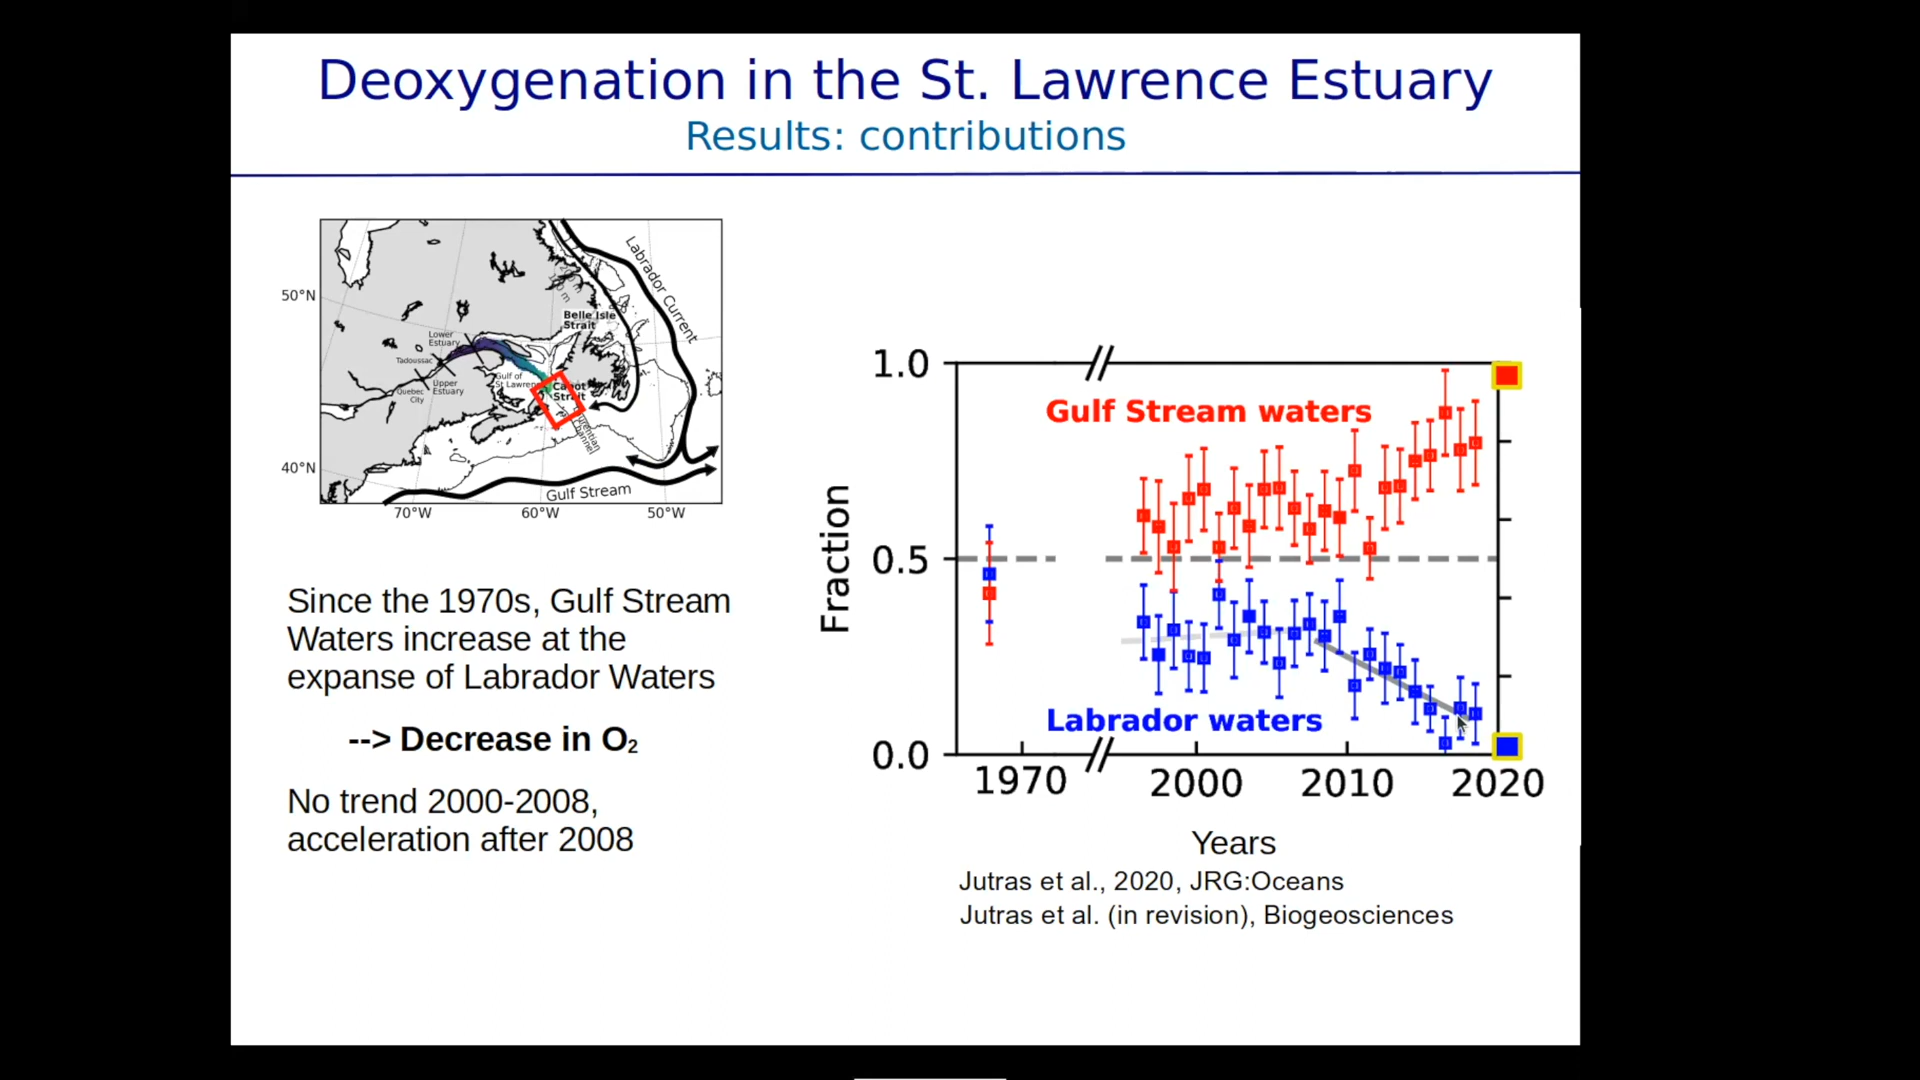 Deoxygenation in the St. Lawrence Estuary
Results: contributions
50°N
40°N
70°W
60°W
50°W
Labrador Current
Belle Isle
Strait
Lower
Estuary
Tadoussac
Upper
Estuary
Quebec
City
Gulf of
St Lawrence
Cabot
Strait
Channel
Gulf Stream
Since the 1970s, Gulf Stream
Waters increase at the
expanse of Labrador Waters
--> Decrease in O₂
No trend 2000-2008,
acceleration after 2008
Fraction
1.0
0.5
0.0
Gulf Stream waters
Labrador waters
1970
2000
2010
2020
Years
Jutras et al., 2020, JRG:Oceans
Jutras et al. (in revision), Biogeosciences